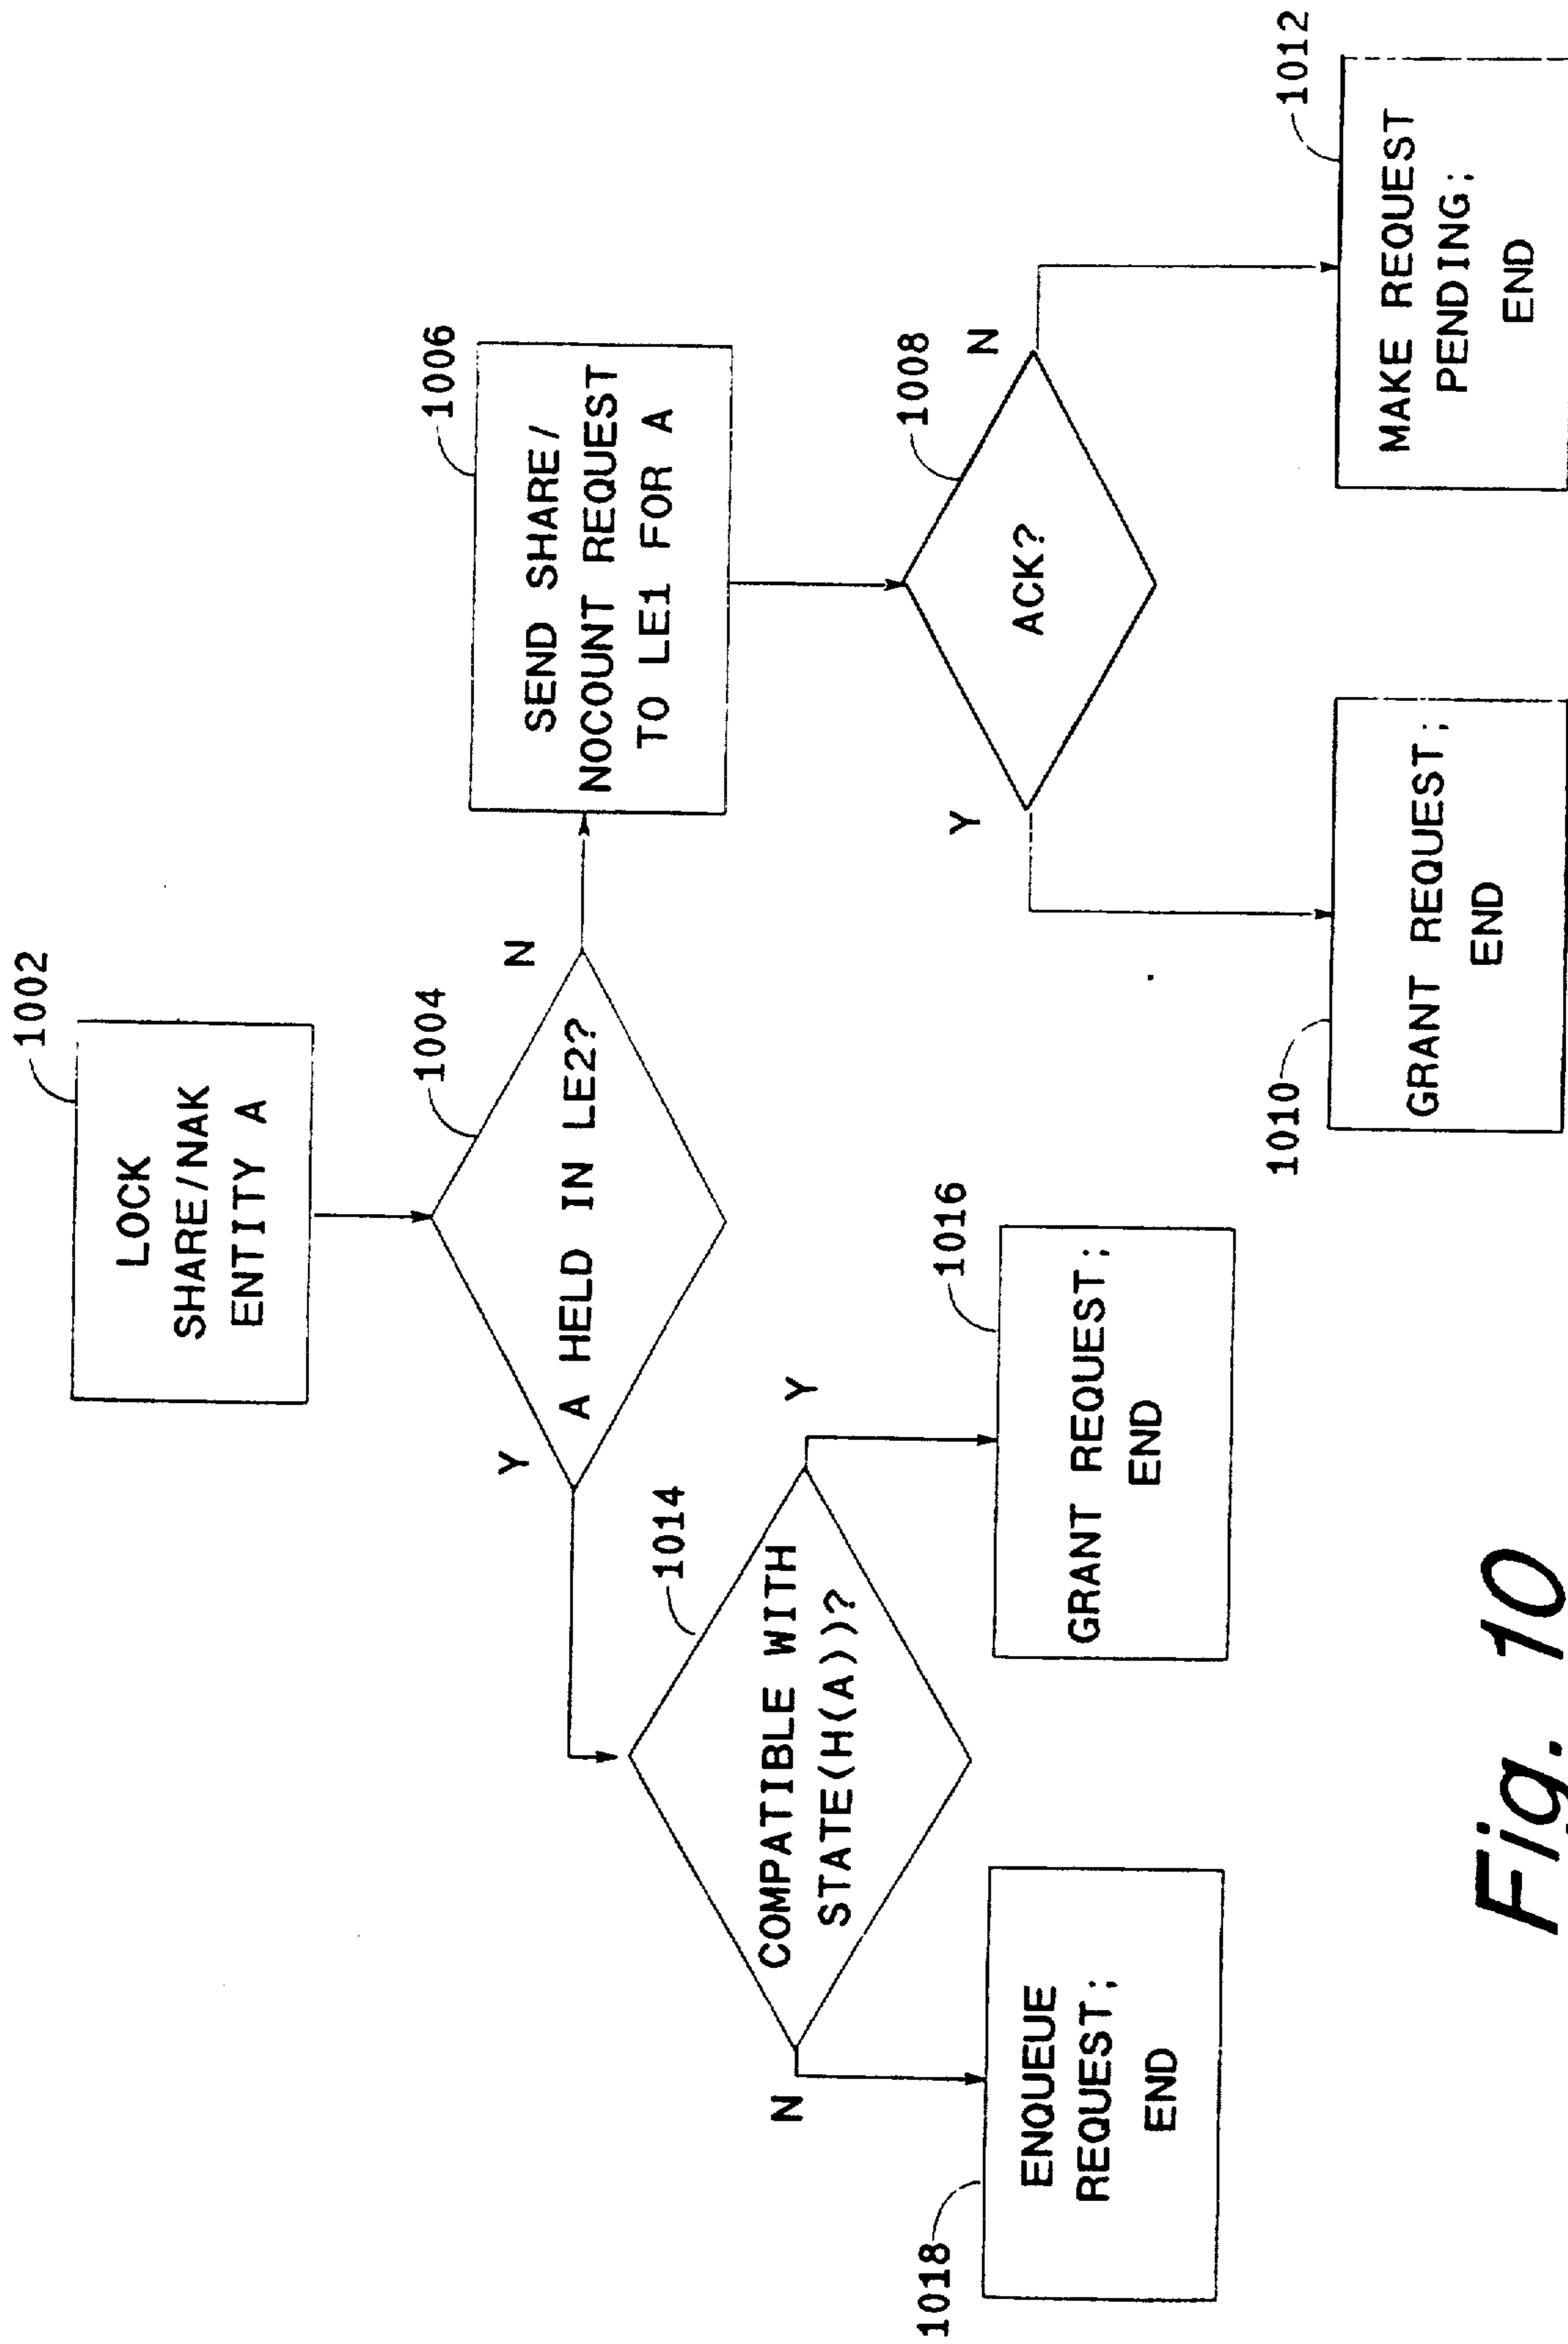 1002
LOCK
SHARE/NAK
ENTITY A
1004
A HELD IN LE2?
Y
N
1006
SEND SHARE/
NOCOUNT REQUEST
TO LE1 FOR A
1008
ACK?
Y
N
1010
GRANT REQUEST;
END
1012
MAKE REQUEST
PENDING;
END
1014
COMPATIBLE WITH
STATE(H(A))?
N
Y
1016
GRANT REQUEST;
END
1018
ENQUEUE
REQUEST;
END
Fig. 10